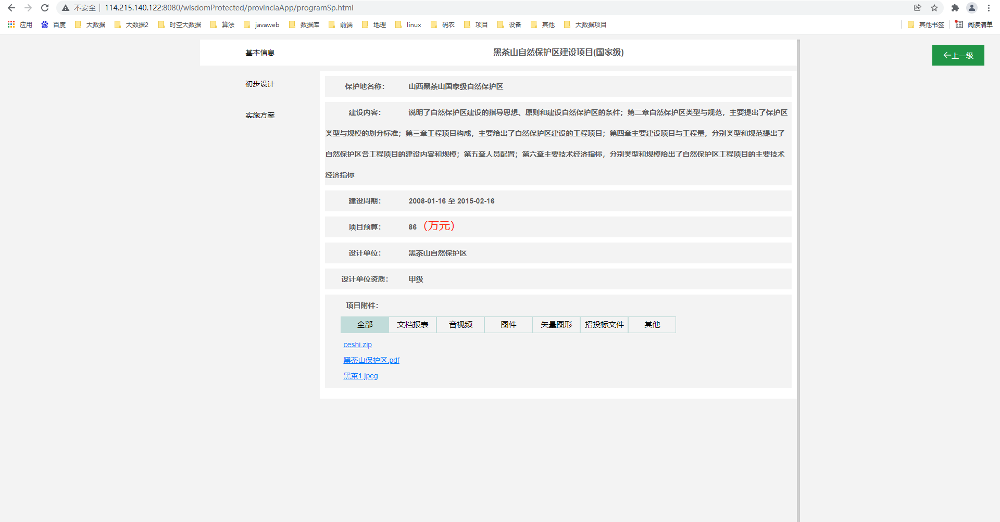 不安全
114.215.140.122:8080/wisdomProtected/provinciaApp/programSp.html
应用 百度 大数据 大数据2 时空大数据 算法 javaweb 数据库 前端 地理 linux 码农 项目 设备 其他 大数据项目 其他书签 阅读清单
基本信息
黑茶山自然保护区建设项目(国家级)
上一级
初步设计
实施方案
保护地名称： 山西黑茶山国家级自然保护区
建设内容： 说明了自然保护区建设的指导思想、原则和建设自然保护区的条件；第二章自然保护区类型与规范，主要提出了保护区
类型与规模的划分标准；第三章工程项目构成，主要给出了自然保护区建设的工程项目；第四章主要建设项目与工程量，分别类型和规范提出了
自然保护区各工程项目的建设内容和规模；第五章人员配置；第六章主要技术经济指标，分别类型和规模给出了自然保护区工程项目的主要技术
经济指标
建设周期： 2008-01-16 至 2015-02-16
项目预算： 86 （万元）
设计单位： 黑茶山自然保护区
设计单位资质： 甲级
项目附件：
全部 文档报表 音视频 图件 矢量图形 招投标文件 其他
ceshi.zip
黑茶山保护区.pdf
黑茶1.jpeg